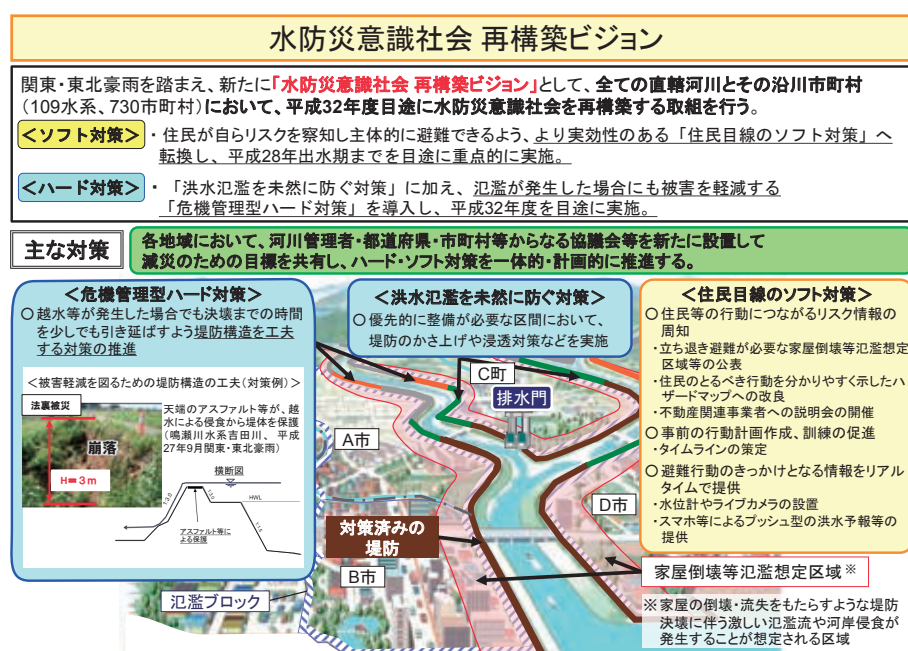 水防災意識社会 再構築ビジョン
関東・東北豪雨を踏まえ、新たに「水防災意識社会 再構築ビジョン」として、全ての直轄河川とその沿川市町村
(109水系、730市町村)において、平成32年度目途に水防災意識社会を再構築する取組を行う。
<ソフト対策>
・住民が自らリスクを察知し主体的に避難できるよう、より実効性のある「住民目線のソフト対策」へ
転換し、平成28年出水期までを目途に重点的に実施。
<ハード対策>
・「洪水氾濫を未然に防ぐ対策」に加え、氾濫が発生した場合にも被害を軽減する
「危機管理型ハード対策」を導入し、平成32年度を目途に実施。
主な対策
各地域において、河川管理者・都道府県・市町村等からなる協議会等を新たに設置して
減災のための目標を共有し、ハード・ソフト対策を一体的・計画的に推進する。
<危機管理型ハード対策>
○越水等が発生した場合でも決壊までの時間
を少しでも引き延ばすよう堤防構造を工夫
する対策の推進
<被害軽減を図るための堤防構造の工夫(対策例)>
法裏被災
崩落
H=3m
天端のアスファルト等が、越
水による侵食から堤体を保護
(鳴瀬川水系吉田川、平成
27年9月関東・東北豪雨)
横断図
HWL
1:3.0
アスファルト等に
よる保護
<洪水氾濫を未然に防ぐ対策>
○優先的に整備が必要な区間において、
堤防のかさ上げや浸透対策などを実施
<住民目線のソフト対策>
○住民等の行動につながるリスク情報の
周知
・立ち退き避難が必要な家屋倒壊等氾濫想定
区域等の公表
・住民のとるべき行動を分かりやすく示したハ
ザードマップへの改良
・不動産関連事業者への説明会の開催
○事前の行動計画作成、訓練の促進
・タイムラインの策定
○避難行動のきっかけとなる情報をリアル
タイムで提供
・水位計やライブカメラの設置
・スマホ等によるプッシュ型の洪水予報等の
提供
C町
排水門
A市
D市
対策済みの
堤防
B市
氾濫ブロック
家屋倒壊等氾濫想定区域※
※家屋の倒壊・流失をもたらすような堤防
決壊に伴う激しい氾濫流や河岸侵食が
発生することが想定される区域